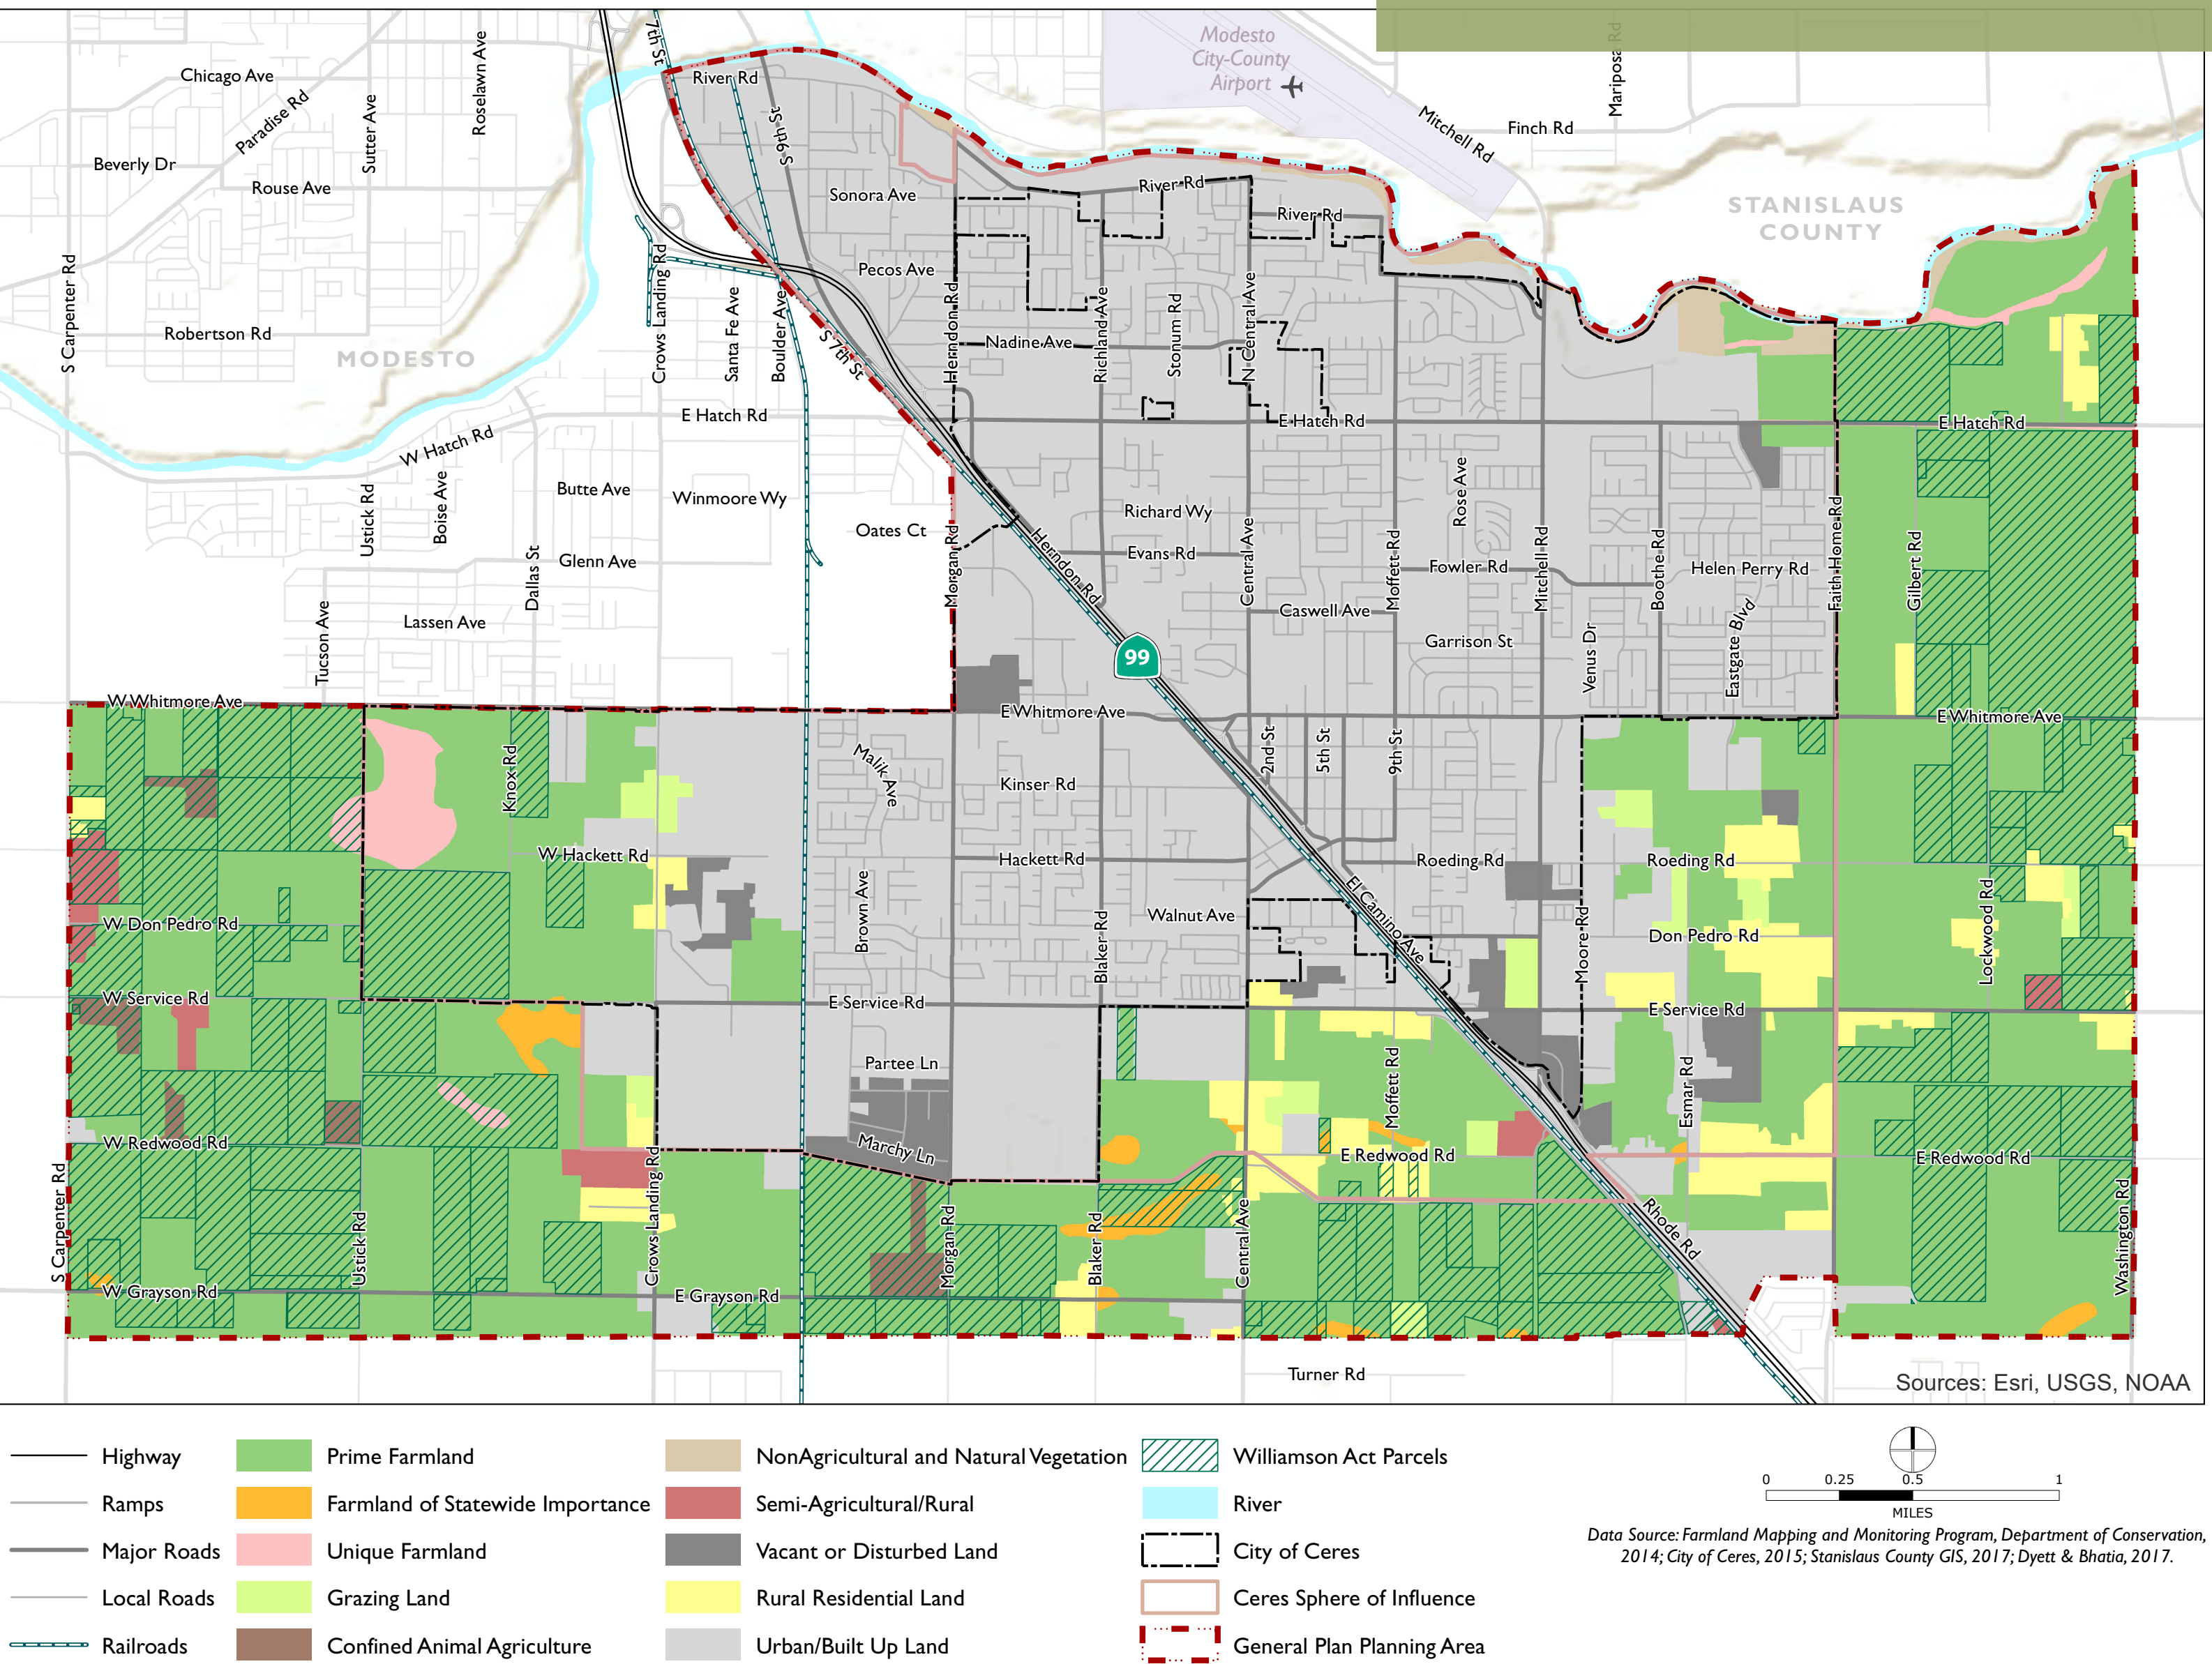 7th St
River Rd
Modesto
City-County
Airport
Mariposa Rd
Chicago Ave
Paradise Rd
Sutter Ave
Roselawn Ave
S 9th St
Mitchell Rd
Finch Rd
Beverly Dr
Rouse Ave
Sonora Ave
River Rd
River Rd
STANISLAUS
COUNTY
S Carpenter Rd
Crows Landing Rd
Pecos Ave
Santa Fe Ave
Boulder Ave
S 7th St
Herndon Rd
Richland Ave
Stonum Rd
N Central Ave
Robertson Rd
MODESTO
Nadine Ave
E Hatch Rd
E Hatch Rd
E Hatch Rd
W Hatch Rd
Ustick Rd
Boise Ave
Butte Ave
Winmoore Wy
Richard Wy
Rose Ave
Oates Ct
Morgan Rd
Herndon Rd
Evans Rd
Central Ave
Moffett Rd
Mitchell Rd
Boothe Rd
Faith Home Rd
Gilbert Rd
Dallas St
Glenn Ave
Fowler Rd
Helen Perry Rd
Tucson Ave
Lassen Ave
Caswell Ave
Garrison St
Venus Dr
Eastgate Blvd
99
W Whitmore Ave
E Whitmore Ave
E Whitmore Ave
Knox Rd
Malik Ave
Kinser Rd
2nd St
5th St
9th St
W Hackett Rd
Hackett Rd
Roeding Rd
Roeding Rd
Brown Ave
Blaker Rd
Walnut Ave
El Camino Ave
Moore Rd
Lockwood Rd
W Don Pedro Rd
Don Pedro Rd
W Service Rd
E Service Rd
E Service Rd
Partee Ln
Moffett Rd
Esmar Rd
W Redwood Rd
Marchy Ln
E Redwood Rd
E Redwood Rd
S Carpenter Rd
Ustick Rd
Crows Landing Rd
Morgan Rd
Blaker Rd
Central Ave
Rhode Rd
Washington Rd
W Grayson Rd
E Grayson Rd
Turner Rd
Sources: Esri, USGS, NOAA
Highway
Ramps
Major Roads
Local Roads
Railroads
Prime Farmland
Farmland of Statewide Importance
Unique Farmland
Grazing Land
Confined Animal Agriculture
NonAgricultural and Natural Vegetation
Semi-Agricultural/Rural
Vacant or Disturbed Land
Rural Residential Land
Urban/Built Up Land
Williamson Act Parcels
River
City of Ceres
Ceres Sphere of Influence
General Plan Planning Area
0 0.25 0.5 1
MILES
Data Source: Farmland Mapping and Monitoring Program, Department of Conservation,
2014; City of Ceres, 2015; Stanislaus County GIS, 2017; Dyett & Bhatia, 2017.